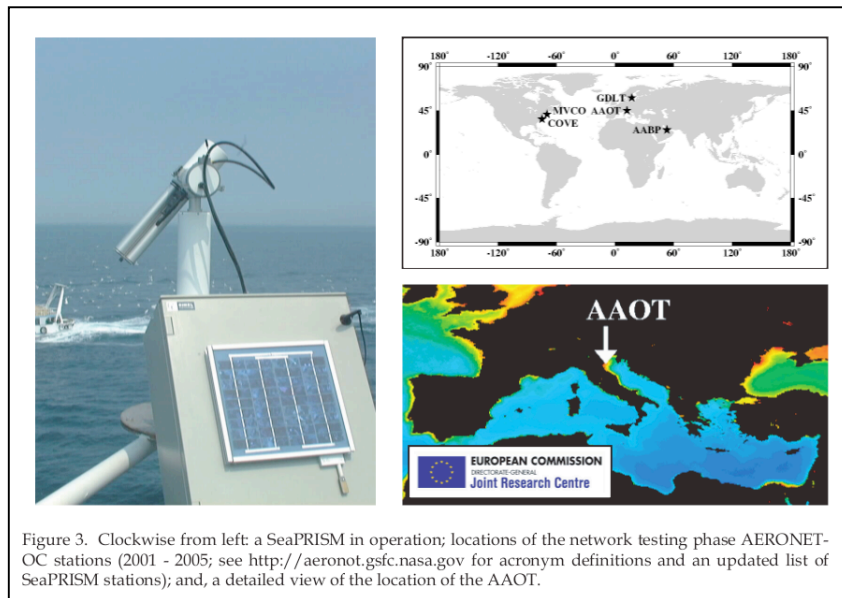 180˚ -120˚ -60˚ 0˚ 60˚ 120˚ 180˚
90˚ 90˚
GDLT
MVCO AAOT
45˚ 45˚
COVE
AABP
0˚ 0˚
-45˚ -45˚
-90˚ -90˚
180˚ -120˚ -60˚ 0˚ 60˚ 120˚ 180˚
AAOT
EUROPEAN COMMISSION
DIRECTORATE-GENERAL
Joint Research Centre
Figure 3. Clockwise from left: a SeaPRISM in operation; locations of the network testing phase AERONET-
OC stations (2001 - 2005; see http://aeronot.gsfc.nasa.gov for acronym definitions and an updated list of
SeaPRISM stations); and, a detailed view of the location of the AAOT.